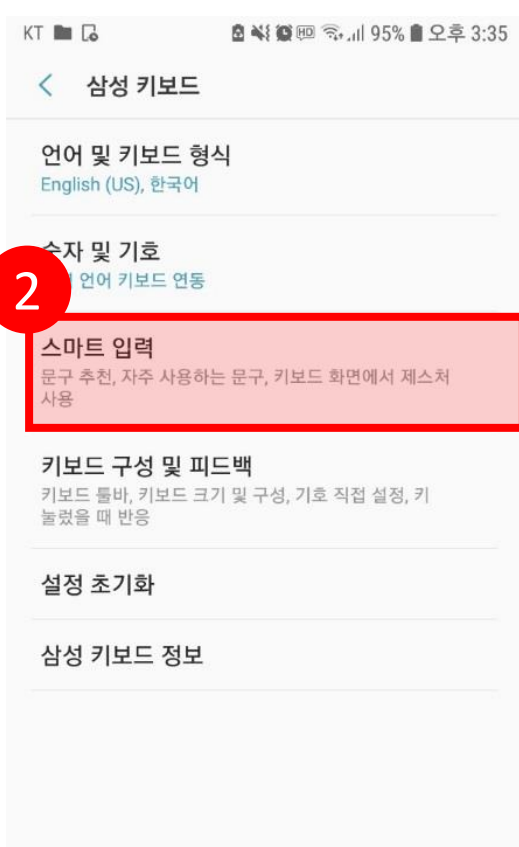 KT 95% 오후 3:35
삼성 키보드
언어 및 키보드 형식
English (US), 한국어
숫자 및 기호
언어 키보드 연동
2
스마트 입력
문구 추천, 자주 사용하는 문구, 키보드 화면에서 제스처
사용
키보드 구성 및 피드백
키보드 툴바, 키보드 크기 및 구성, 기호 직접 설정, 키
눌렀을 때 반응
설정 초기화
삼성 키보드 정보